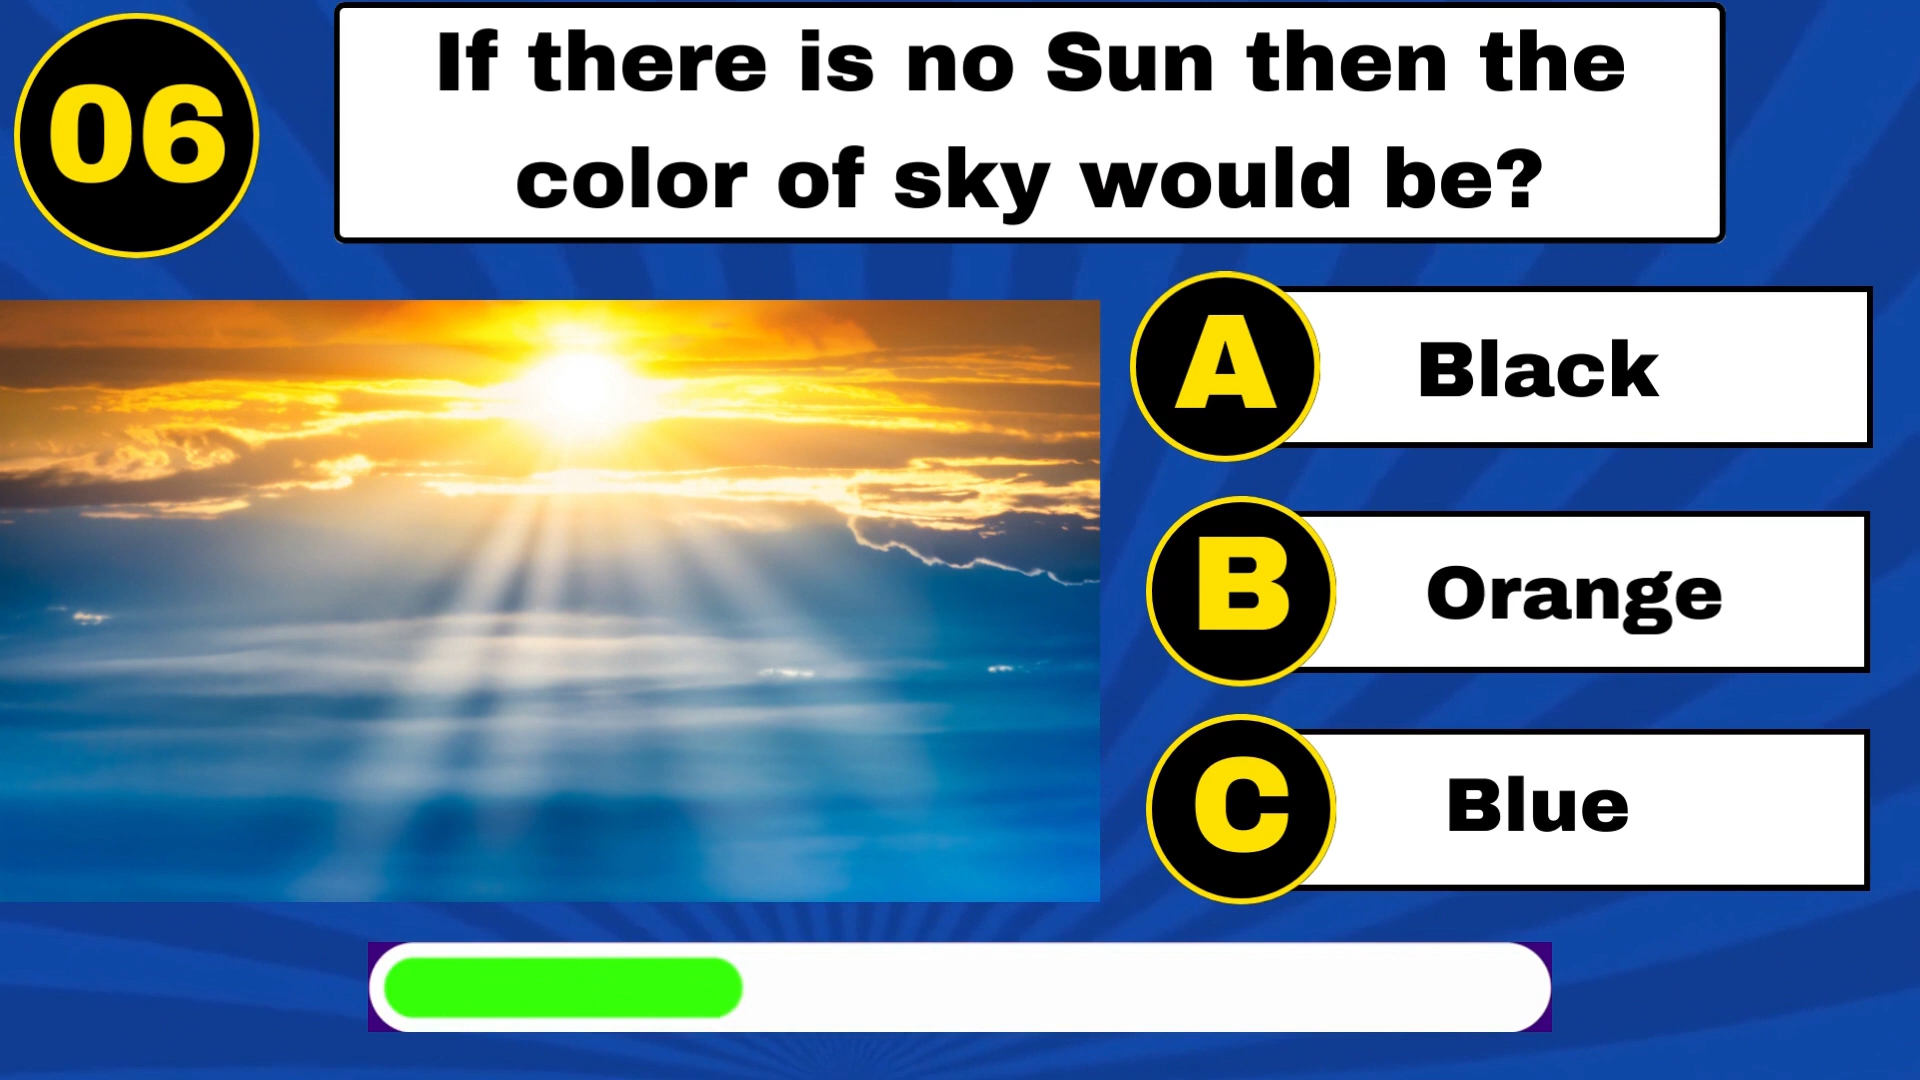 06
If there is no Sun then the
color of sky would be?
A
Black
B
Orange
C
Blue